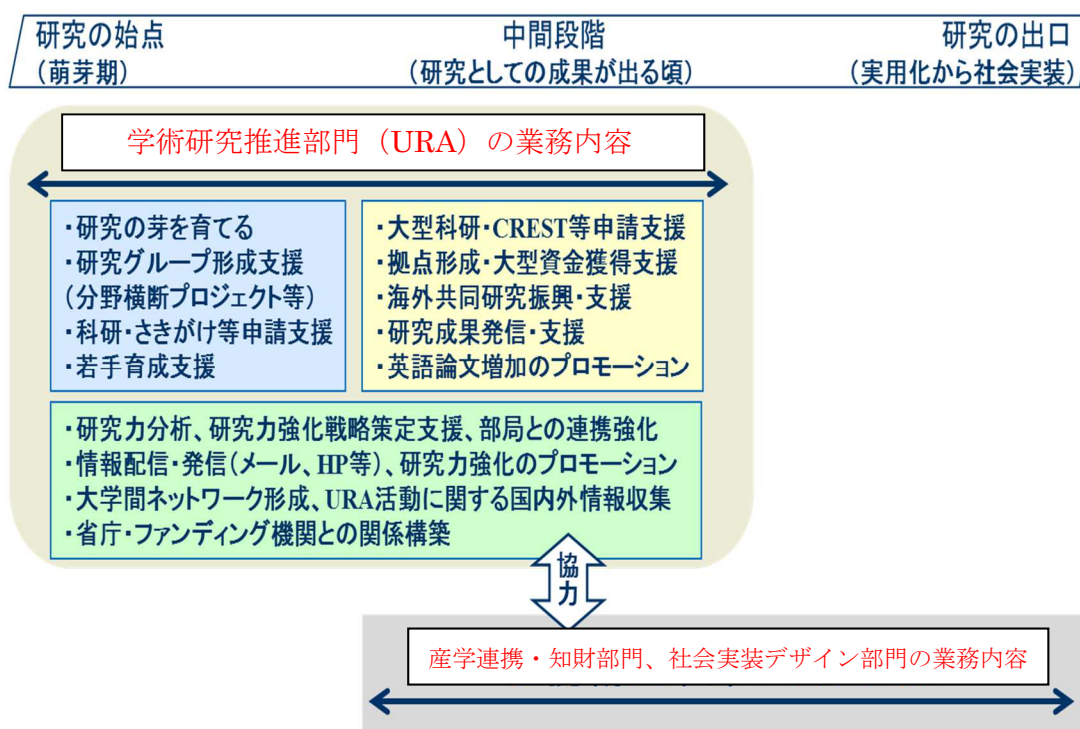 研究の始点
(萌芽期)
中間段階
(研究としての成果が出る頃)
研究の出口
(実用化から社会実装)
学術研究推進部門（URA）の業務内容
・研究の芽を育てる
・研究グループ形成支援
(分野横断プロジェクト等)
・科研・さきがけ等申請支援
・若手育成支援
・大型科研・CREST等申請支援
・拠点形成・大型資金獲得支援
・海外共同研究振興・支援
・研究成果発信・支援
・英語論文増加のプロモーション
・研究力分析、研究力強化戦略策定支援、部局との連携強化
・情報配信・発信(メール、HP等)、研究力強化のプロモーション
・大学間ネットワーク形成、URA活動に関する国内外情報収集
・省庁・ファンディング機関との関係構築
協
力
産学連携・知財部門、社会実装デザイン部門の業務内容